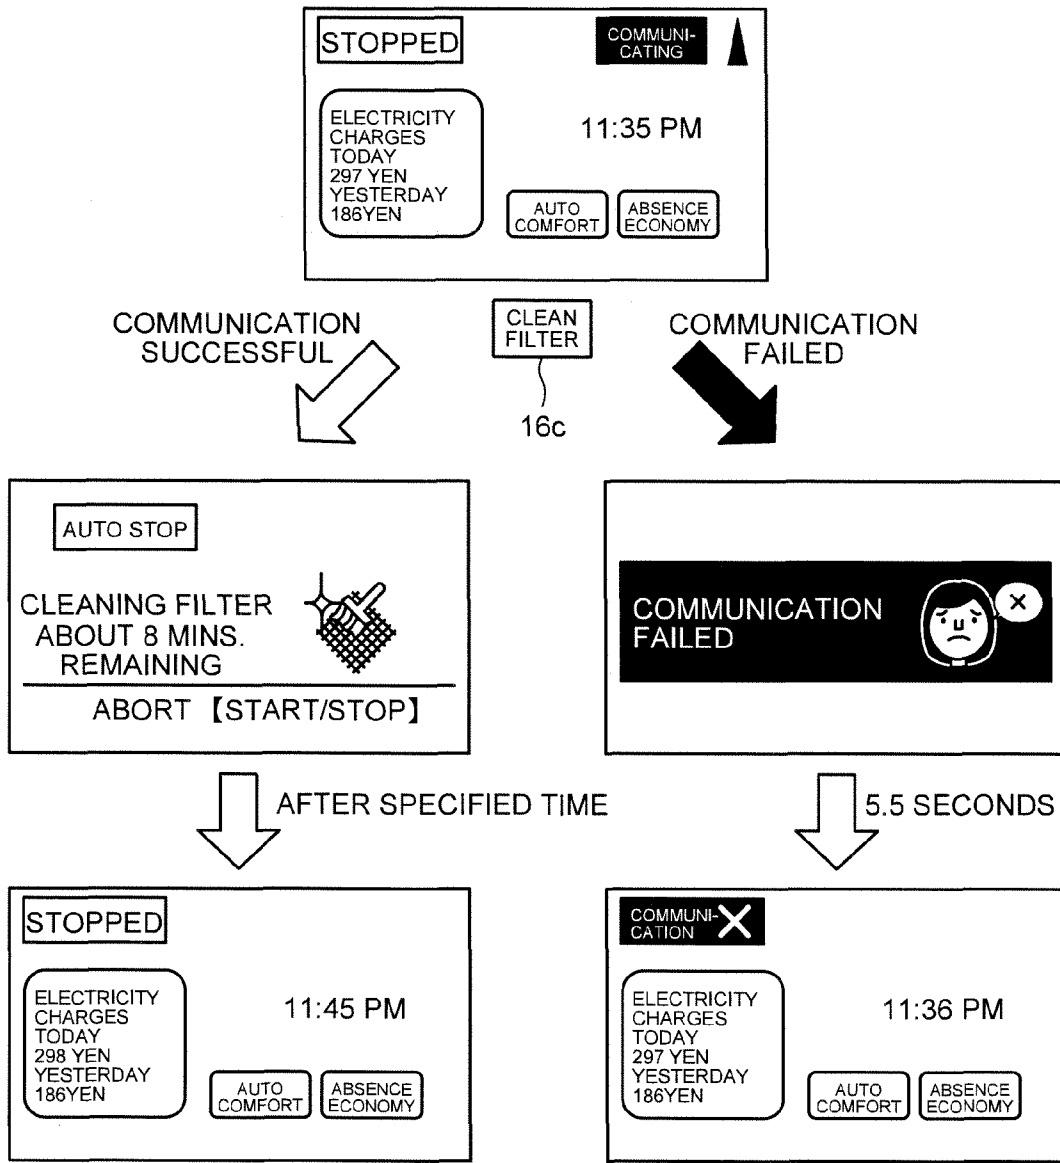 STOPPED
COMMUNI-
CATING
ELECTRICITY
CHARGES
TODAY
297 YEN
YESTERDAY
186YEN
11:35 PM
AUTO
COMFORT
ABSENCE
ECONOMY
COMMUNICATION
SUCCESSFUL
CLEAN
FILTER
16c
COMMUNICATION
FAILED
AUTO STOP
CLEANING FILTER
ABOUT 8 MINS.
REMAINING
ABORT 【START/STOP】
COMMUNICATION
FAILED
AFTER SPECIFIED TIME
5.5 SECONDS
STOPPED
ELECTRICITY
CHARGES
TODAY
298 YEN
YESTERDAY
186YEN
11:45 PM
AUTO
COMFORT
ABSENCE
ECONOMY
COMMUNI-
CATION
ELECTRICITY
CHARGES
TODAY
297 YEN
YESTERDAY
186YEN
11:36 PM
AUTO
COMFORT
ABSENCE
ECONOMY